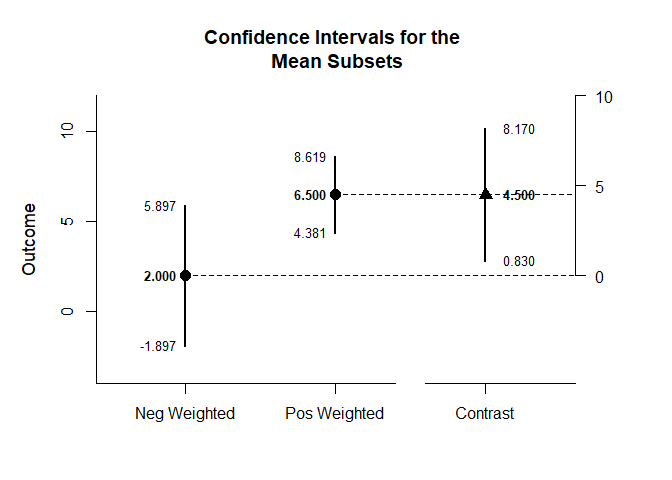 Confidence Intervals for the
Mean Subsets
Outcome
10
5
0
5.897
2.000
-1.897
8.619
6.500
4.381
8.170
4.500
0.830
10
5
0
Neg Weighted
Pos Weighted
Contrast